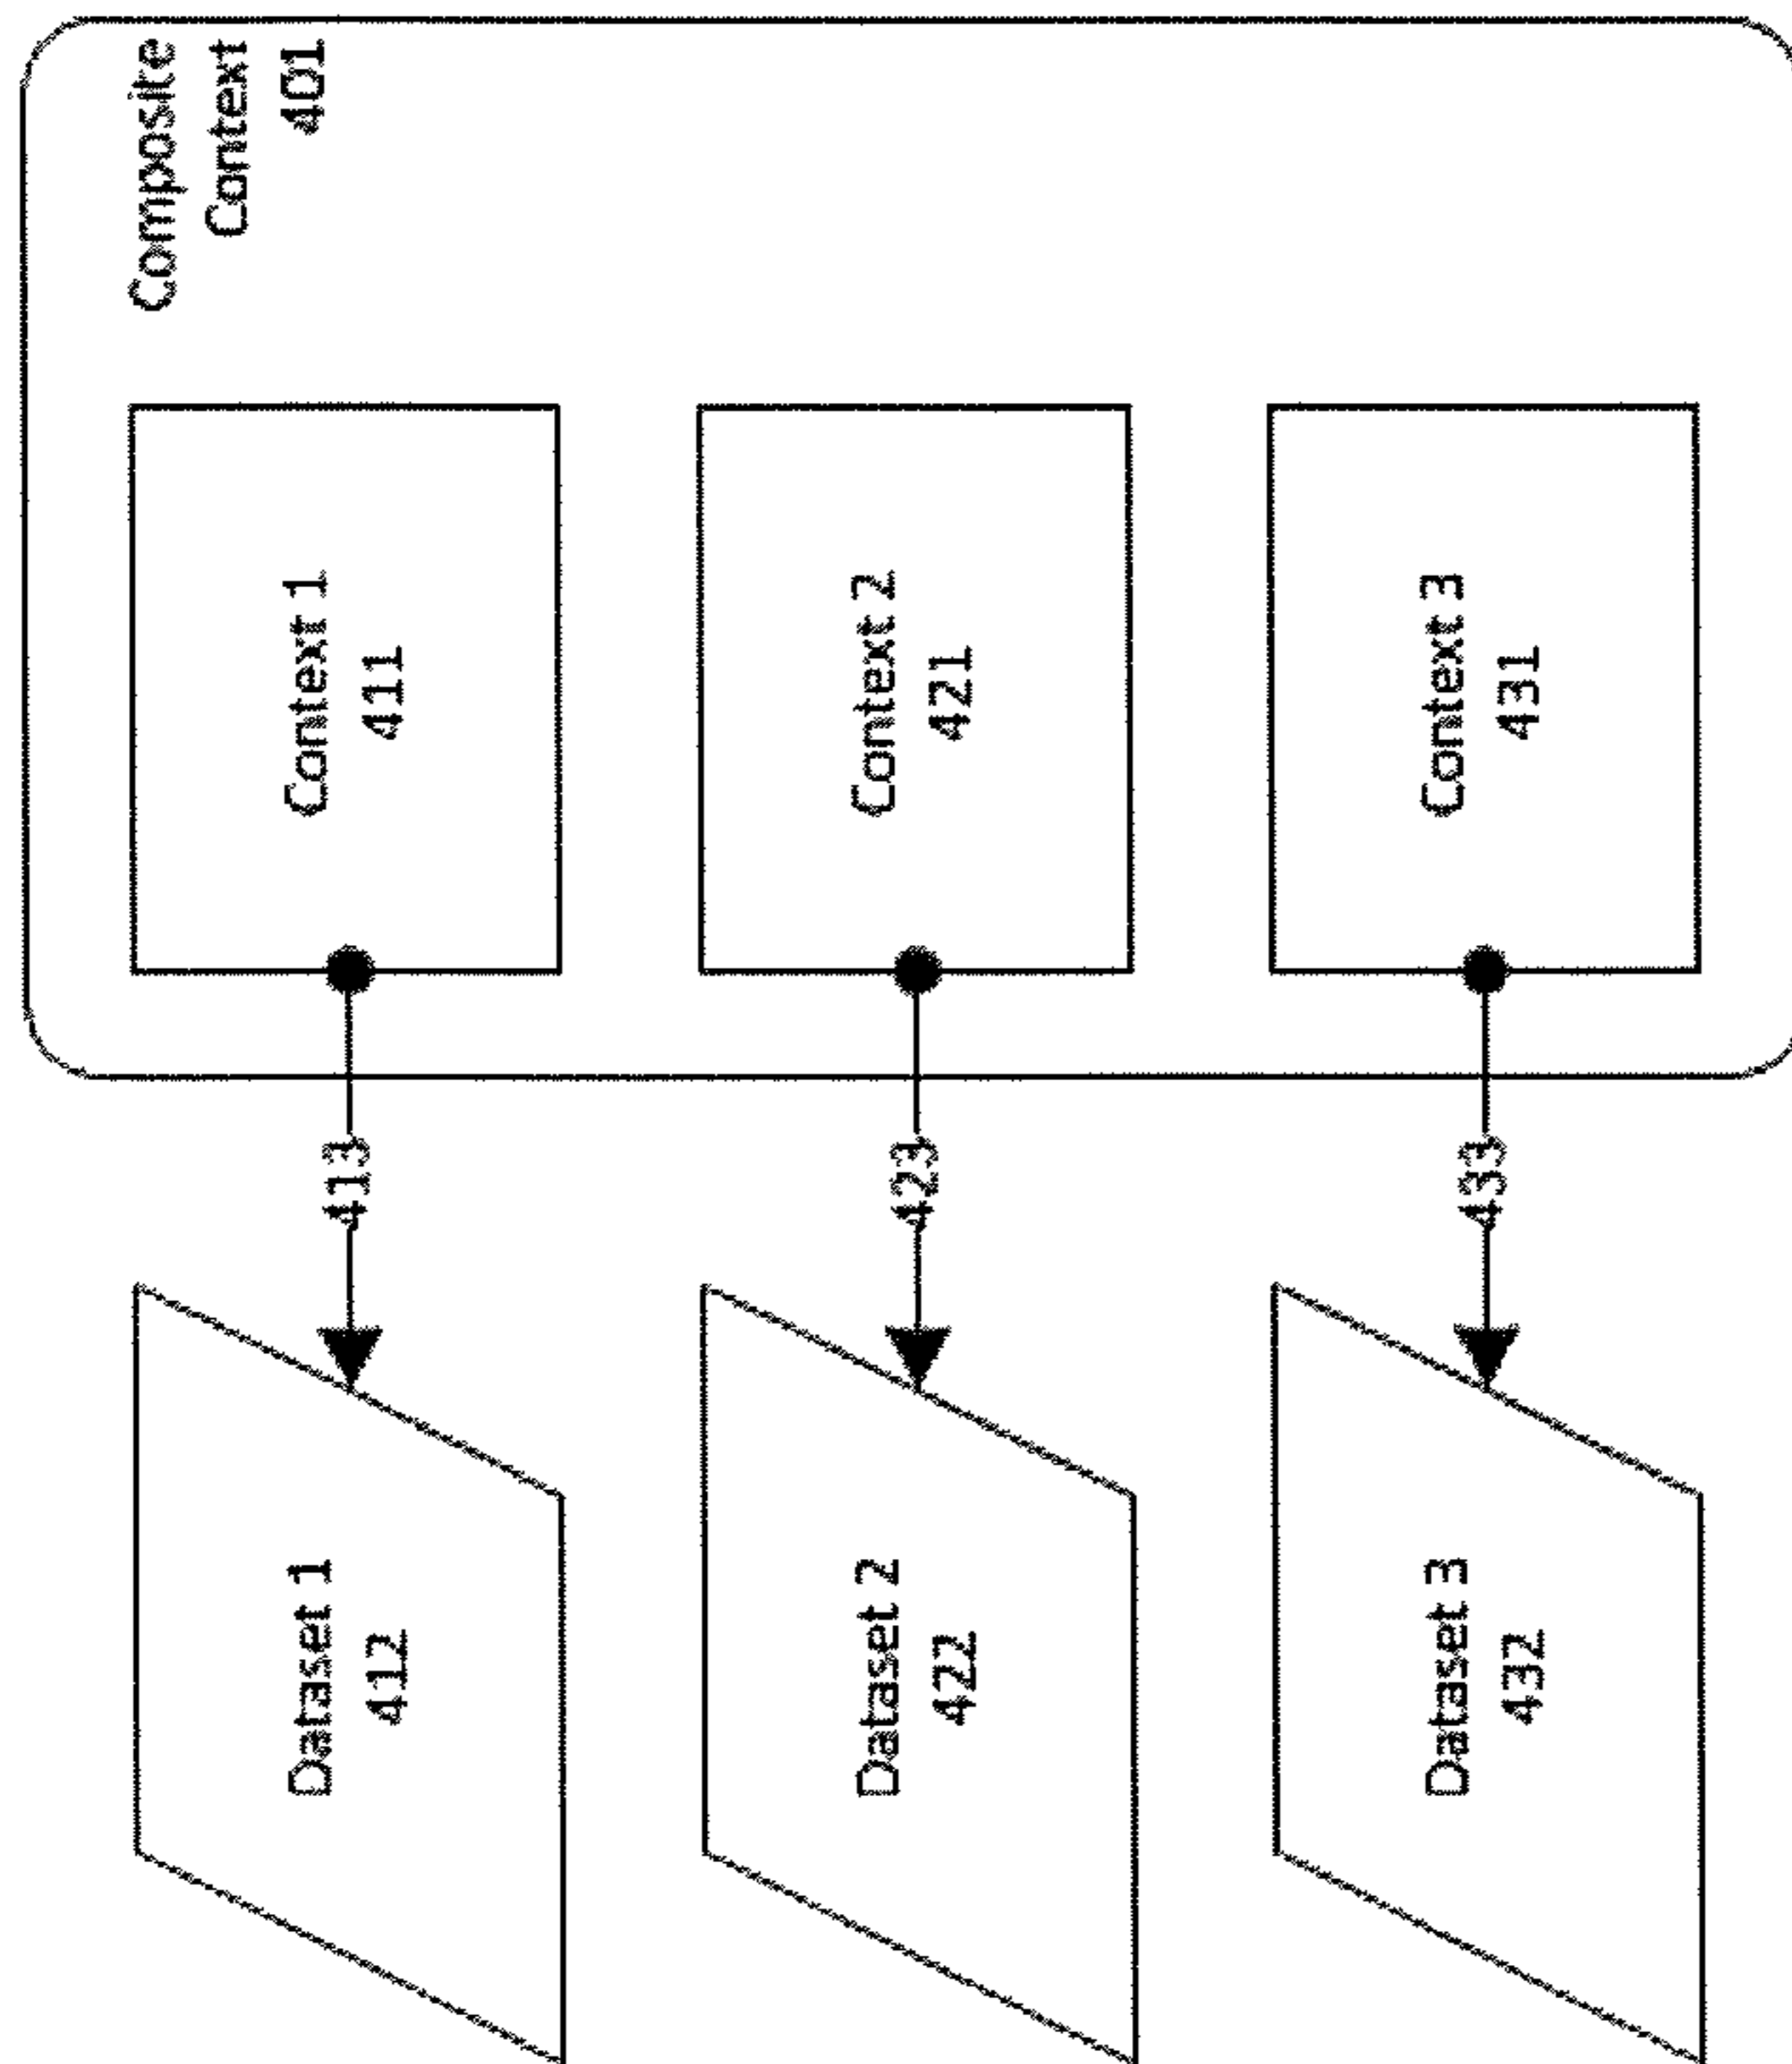 Composite
Context
401
Context 1
411
Context 2
421
Context 3
431
413
423
433
Dataset 1
412
Dataset 2
422
Dataset 3
432